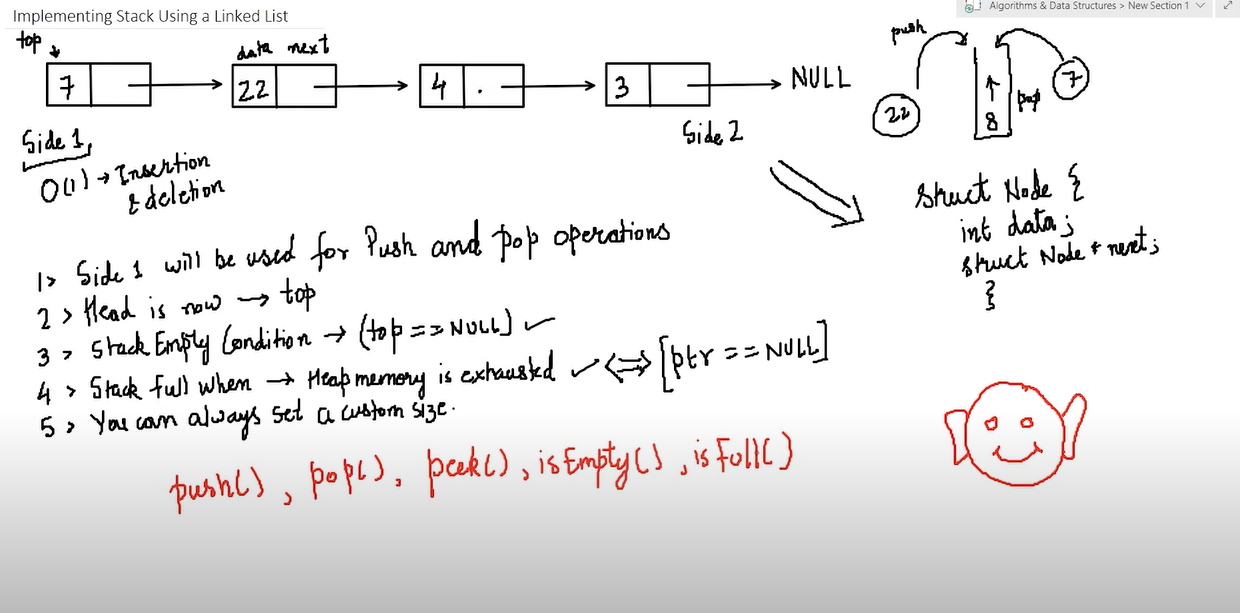 Implementing Stack Using a Linked List
Algorithms & Data Structures > New Section 1
top
data next
push
7
22
4 .
3
NULL
22
8
pop
7
Side 1
Side 2
O(1) → Insertion
& deletion
struct Node {
int data;
struct Node * next;
}
1> Side 1 will be used for Push and pop operations
2> Head is now → top
3> Stack Empty Condition → (top == NULL) ✓
4> Stack full when → Heap memory is exhausted ✓ ⇔ [ptr == NULL]
5> You can always set a custom size.
push(), pop(), peek(), isEmpty(), isFull()